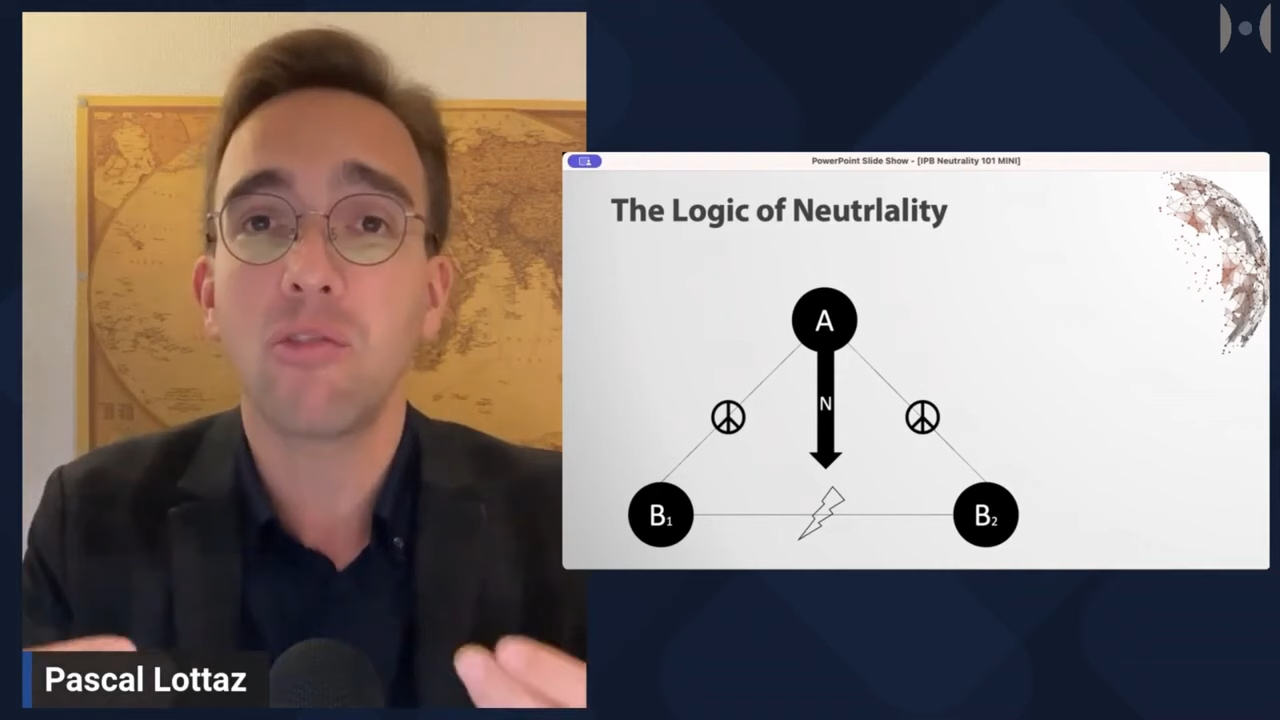 PowerPoint Slide Show - [IPB Neutrality 101 MINI]
The Logic of Neutrlality
A
N
B₁
B₂
Pascal Lottaz